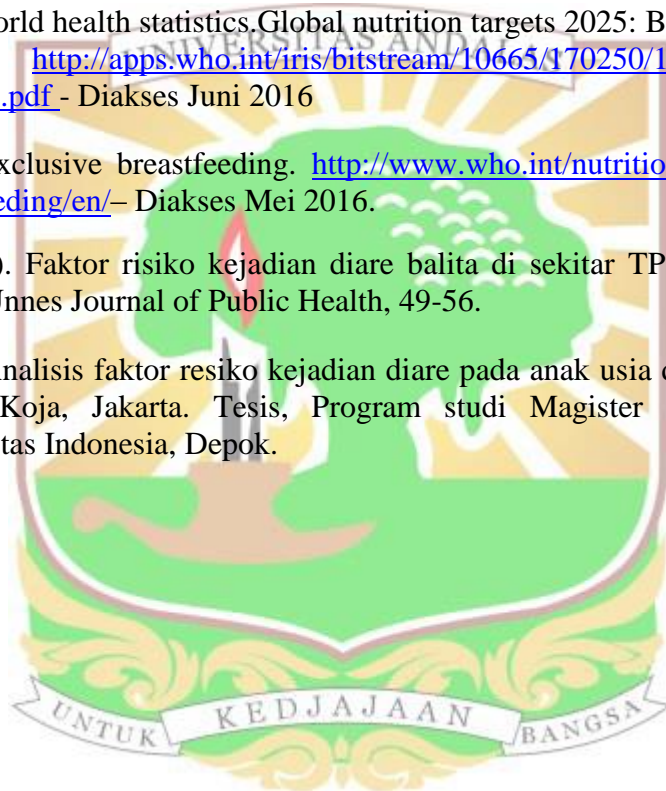 orld health statistics.Global nutrition targets 2025: B
UNIVERSITAS ANDALAS
http://apps.who.int/iris/bitstream/10665/170250/1
.pdf - Diakses Juni 2016
xclusive breastfeeding. http://www.who.int/nutritio
eding/en/– Diakses Mei 2016.
). Faktor risiko kejadian diare balita di sekitar TP
Unnes Journal of Public Health, 49-56.
nalisis faktor resiko kejadian diare pada anak usia
Koja, Jakarta. Tesis, Program studi Magister
tas Indonesia, Depok.
UNTUK KEDJAJAAN BANGSA